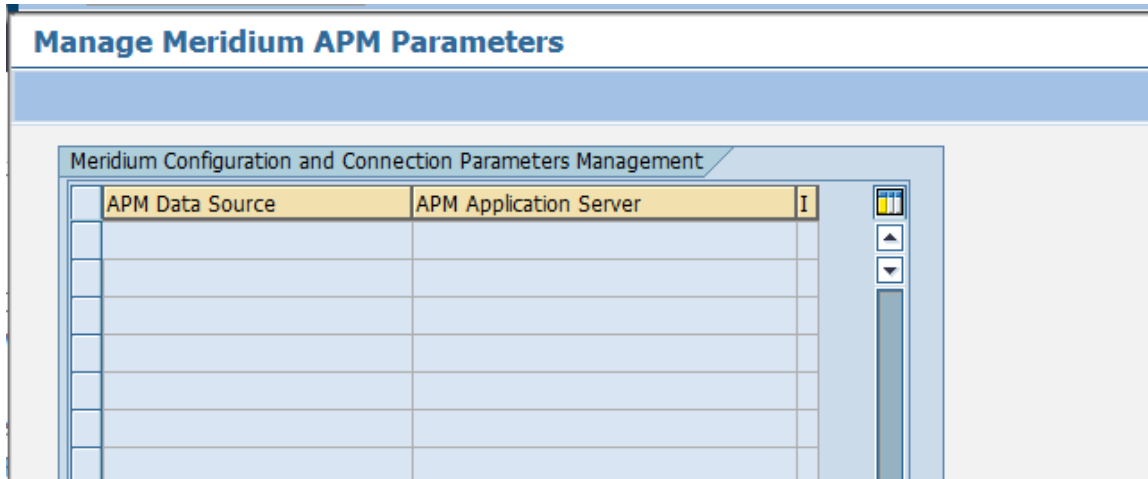 Manage Meridium APM Parameters
Meridium Configuration and Connection Parameters Management
APM Data Source APM Application Server I